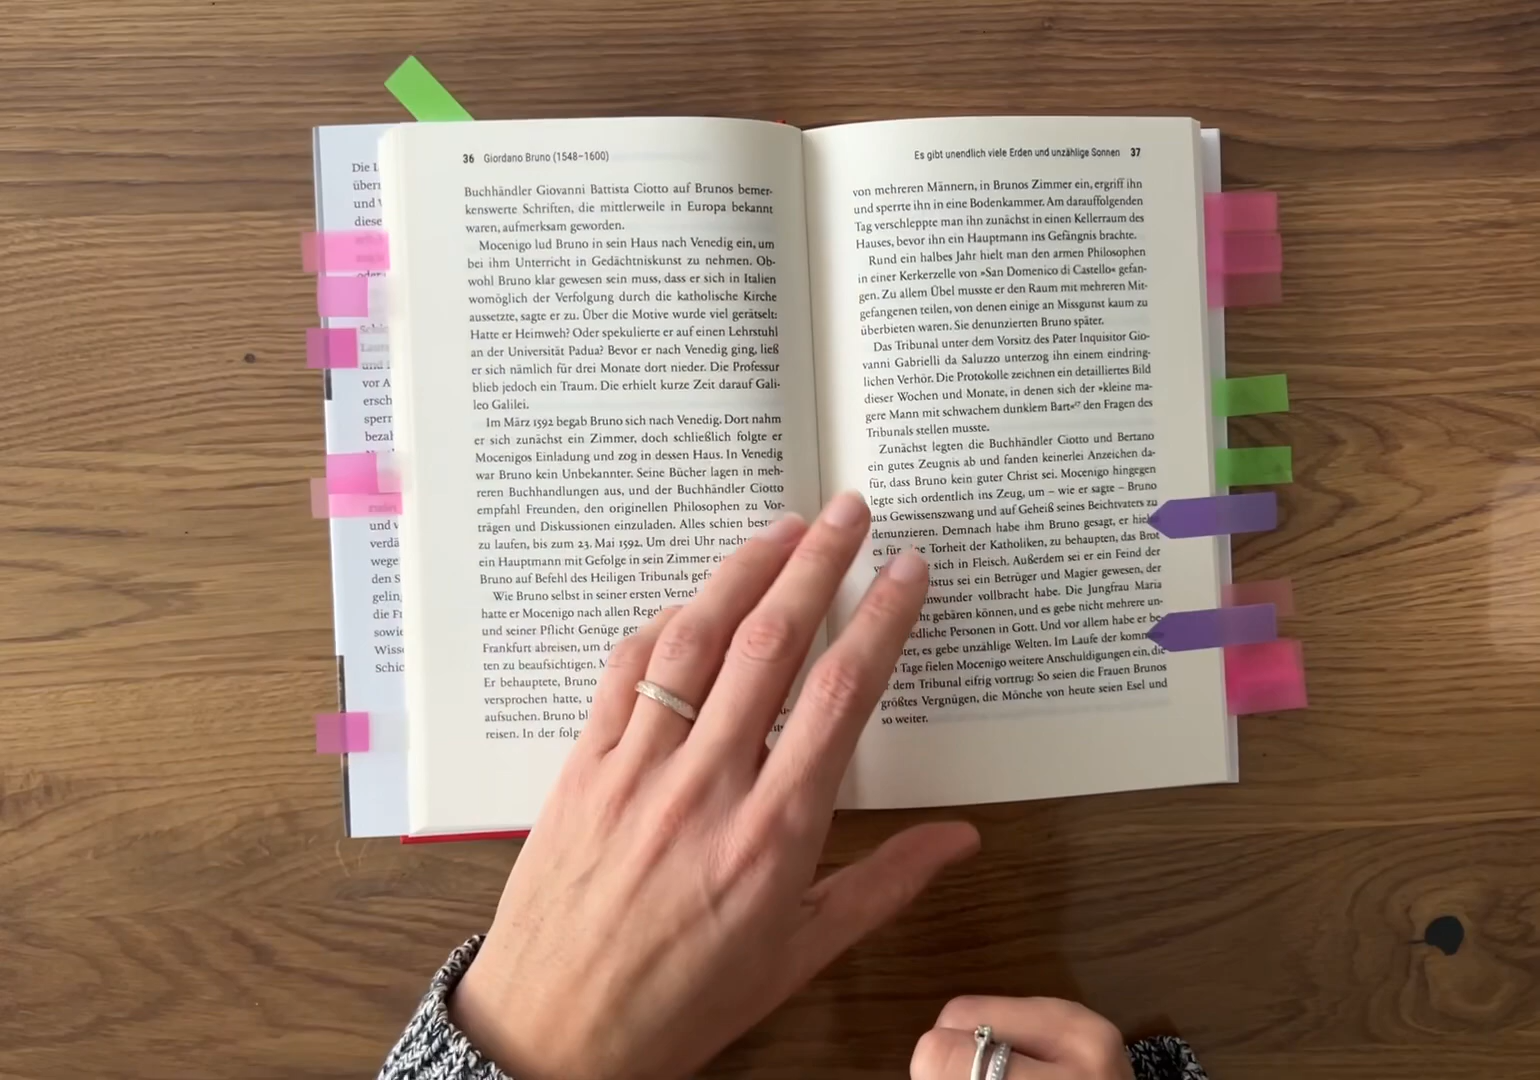 36 Giordano Bruno (1548–1600)
Buchhändler Giovanni Battista Ciotto auf Brunos bemer-
kenswerte Schriften, die mittlerweile in Europa bekannt
waren, aufmerksam geworden.
Mocenigo lud Bruno in sein Haus nach Venedig ein, um
bei ihm Unterricht in Gedächtniskunst zu nehmen. Ob-
wohl Bruno klar gewesen sein muss, dass er sich in Italien
womöglich der Verfolgung durch die katholische Kirche
aussetzte, sagte er zu. Über die Motive wurde viel gerätselt:
Hatte er Heimweh? Oder spekulierte er auf einen Lehrstuhl
an der Universität Padua? Bevor er nach Venedig ging, ließ
er sich nämlich für drei Monate dort nieder. Die Professur
blieb jedoch ein Traum. Die erhielt kurze Zeit darauf Gali-
leo Galilei.
Im März 1592 begab Bruno sich nach Venedig. Dort nahm
er sich zunächst ein Zimmer, doch schließlich folgte er
Mocenigos Einladung und zog in dessen Haus. In Venedig
war Bruno kein Unbekannter. Seine Bücher lagen in meh-
reren Buchhandlungen aus, und der Buchhändler Ciotto
empfahl Freunden, den originellen Philosophen zu Vor-
trägen und Diskussionen einzuladen. Alles schien
zu laufen, bis zum 23. Mai 1592. Um drei Uhr
ein Hauptmann mit Gefolge in sein Zimmer
Bruno auf Befehl des Heiligen Tribunals
Wie Bruno selbst in seiner ersten
hatte er Mocenigo nach allen
und seiner Pflicht Genüge
Frankfurt abreisen, um
ten zu beaufsichtigen.
Er behauptete, Bruno
versprochen hatte,
aufsuchen. Bruno
reisen. In der
Es gibt unendlich viele Erden und unzählige Sonnen 37
von mehreren Männern, in Brunos Zimmer ein, ergriff ihn
und sperrte ihn in eine Bodenkammer. Am darauffolgenden
Tag verschleppte man ihn zunächst in einen Kellerraum des
Hauses, bevor ihn ein Hauptmann ins Gefängnis brachte.
Rund ein halbes Jahr hielt man den armen Philosophen
in einer Kerkerzelle von »San Domenico di Castello« gefan-
gen. Zu allem Übel musste er den Raum mit mehreren Mit-
gefangenen teilen, von denen einige an Missgunst kaum zu
überbieten waren. Sie denunzierten Bruno später.
Das Tribunal unter dem Vorsitz des Pater Inquisitor Gio-
vanni Gabrielli da Saluzzo unterzog ihn einem eindring-
lichen Verhör. Die Protokolle zeichnen ein detailliertes Bild
dieser Wochen und Monate, in denen sich der »kleine ma-
gere Mann mit schwachem dunklem Bart« den Fragen des
Tribunals stellen musste.
Zunächst legten die Buchhändler Ciotto und Bertano
ein gutes Zeugnis ab und fanden keinerlei Anzeichen da-
für, dass Bruno kein guter Christ sei. Mocenigo hingegen
legte sich ordentlich ins Zeug, um – wie er sagte – Bruno
aus Gewissenszwang und auf Geheiß seines Beichtvaters zu
denunzieren. Demnach habe ihm Bruno gesagt, er
es für Torheit der Katholiken, zu behaupten, das Brot
sich in Fleisch. Außerdem sei er ein Feind der
sei ein Betrüger und Magier gewesen, der
vollbracht habe. Die Jungfrau Maria
gebären können, und es gebe nicht mehrere un-
Personen in Gott. Und vor allem habe er be-
es gebe unzählige Welten. Im Laufe der
Tage fielen Mocenigo weitere Anschuldigungen ein, die
dem Tribunal eifrig vortrug: So seien die Frauen Brunos
größtes Vergnügen, die Mönche von heute seien Esel und
so weiter.